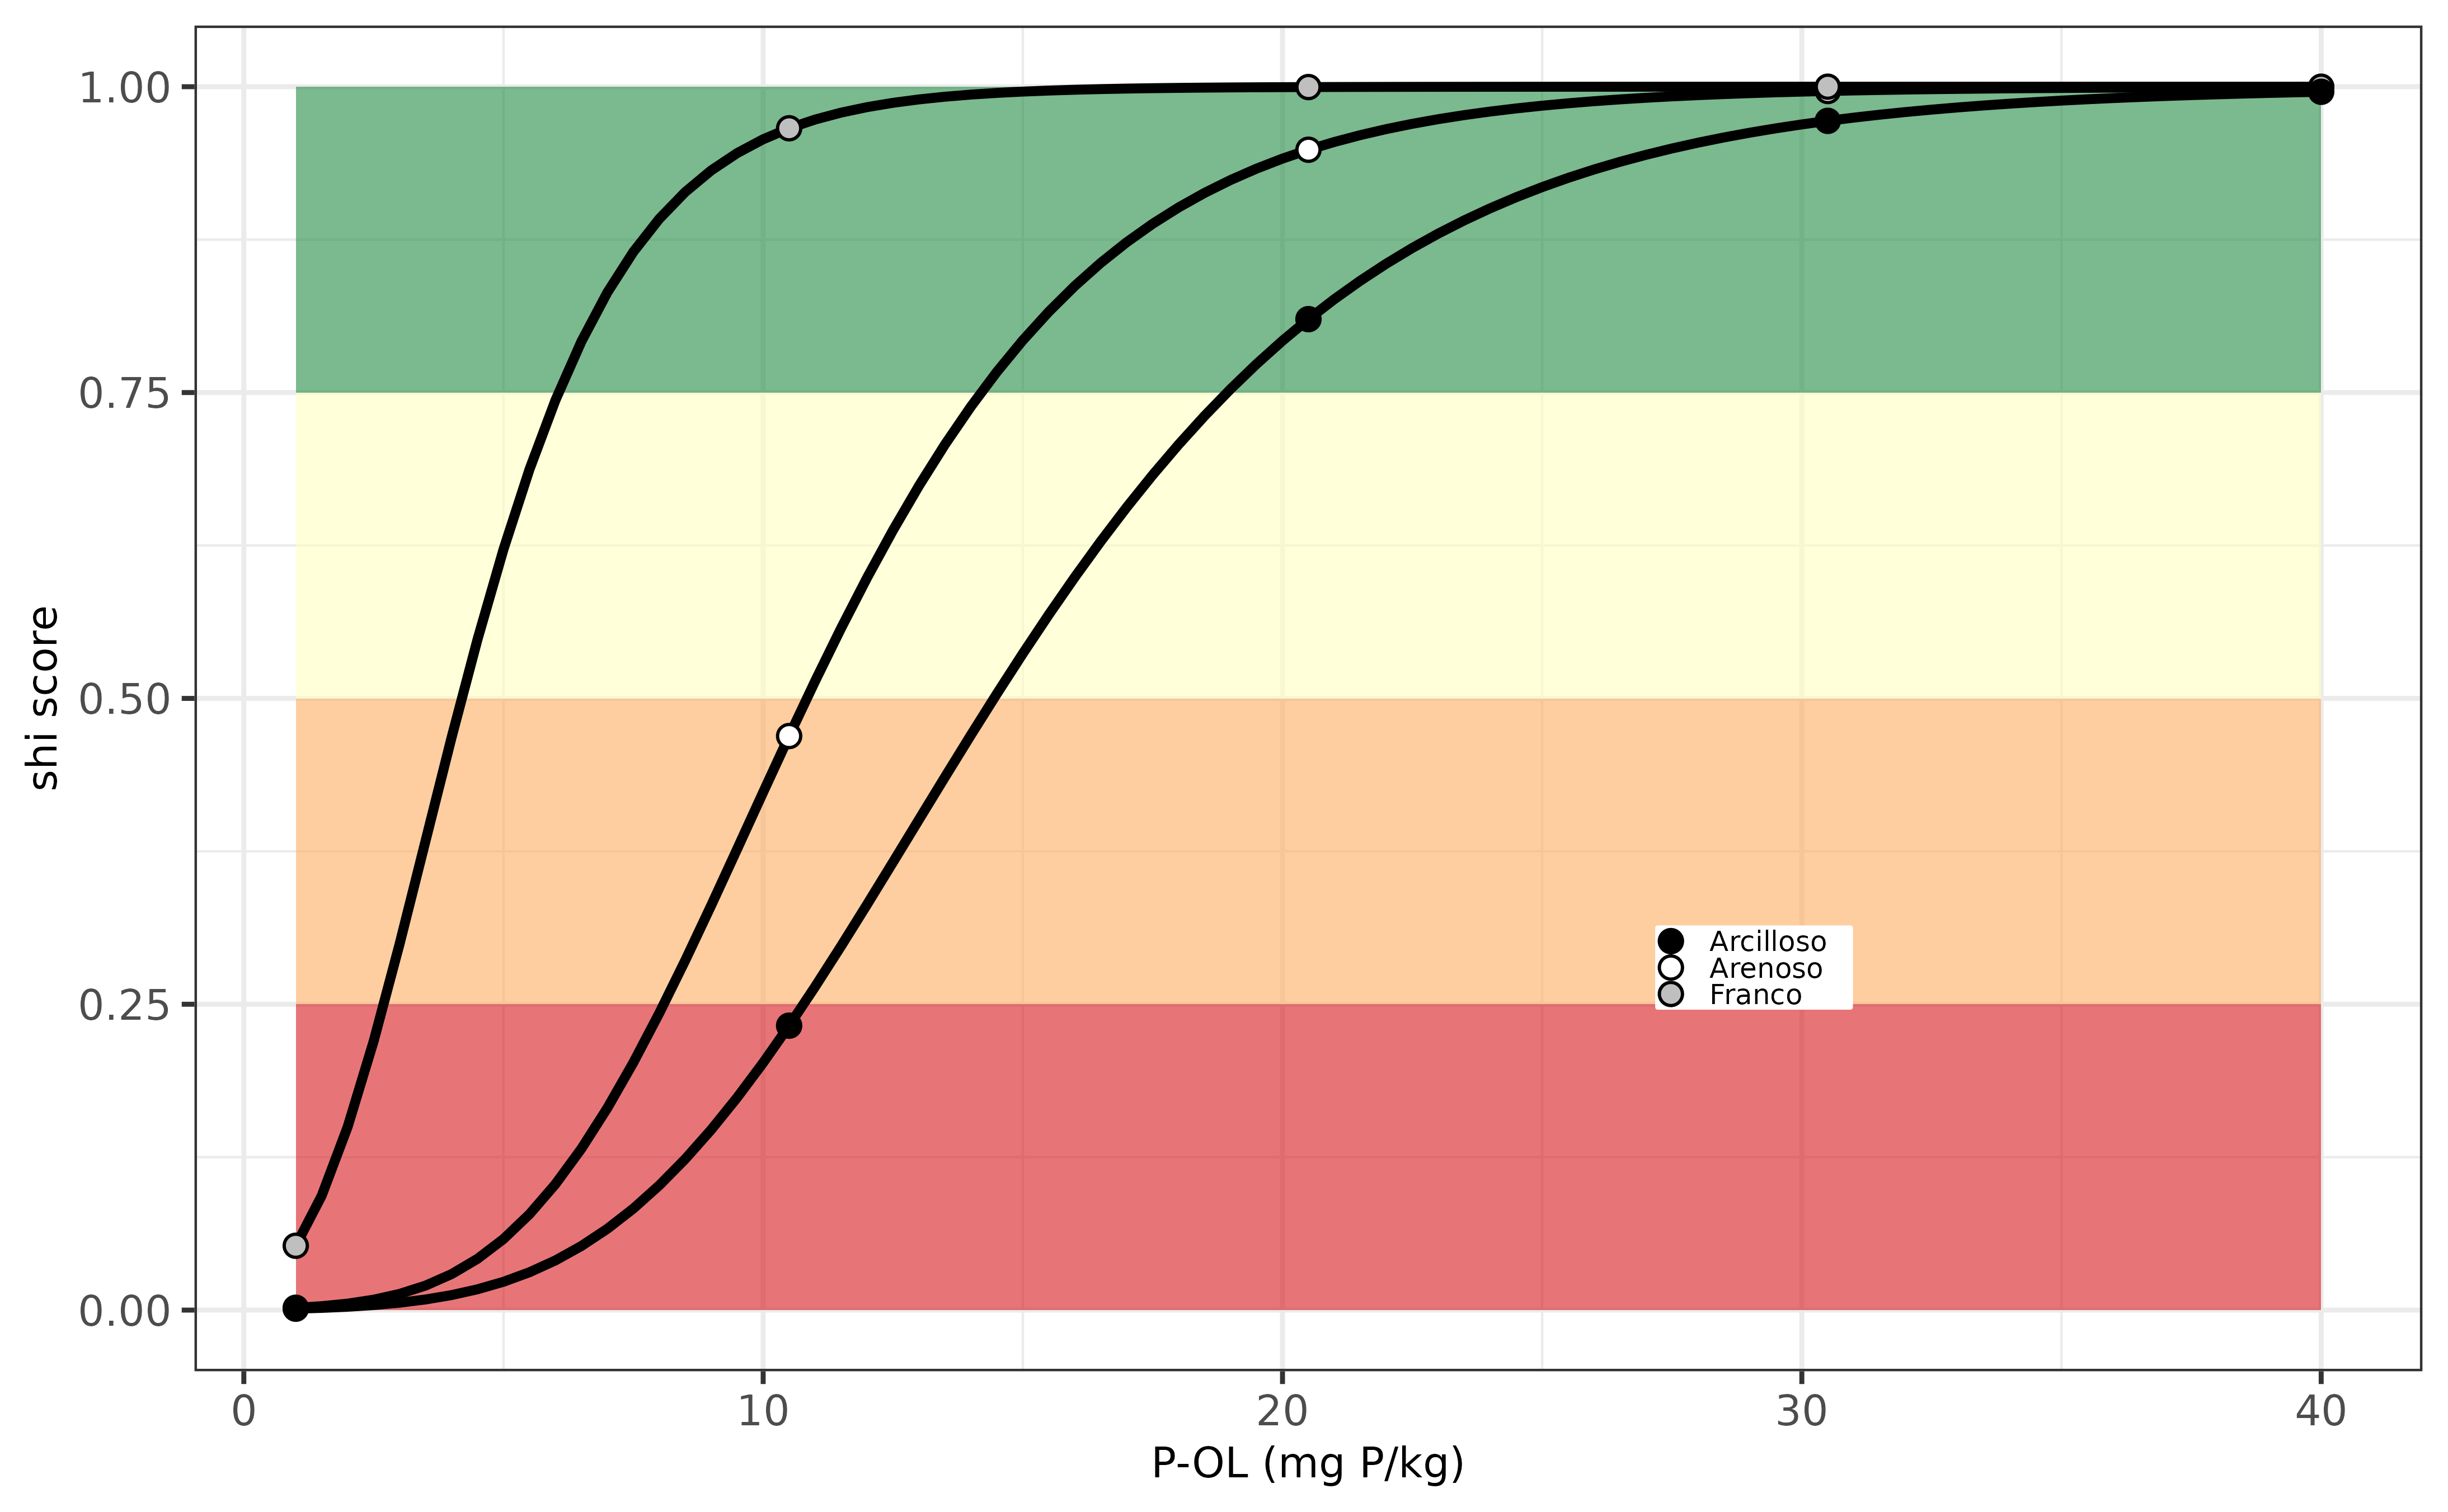 1.00
0.75
0.50
0.25
0.00
shi score
Arcilloso
Arenoso
Franco
0 10 20 30 40
P-OL (mg P/kg)